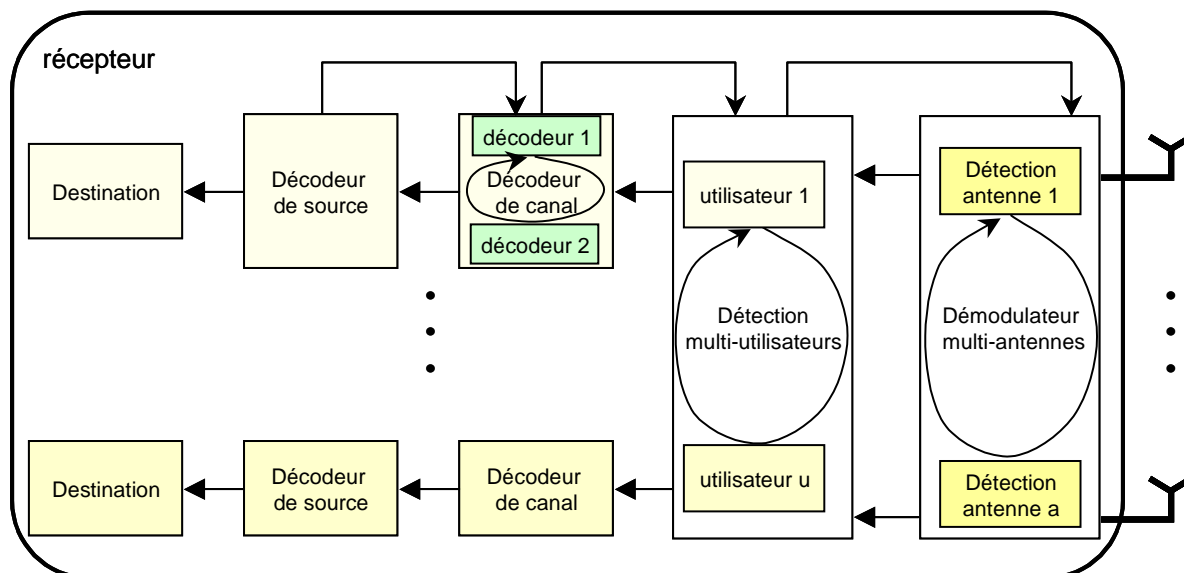 récepteur
Destination
Décodeur
de source
décodeur 1
Décodeur
de canal
décodeur 2
utilisateur 1
Détection
multi-utilisateurs
utilisateur u
Détection
antenne 1
Démodulateur
multi-antennes
Détection
antenne a
Destination
Décodeur
de source
Décodeur
de canal